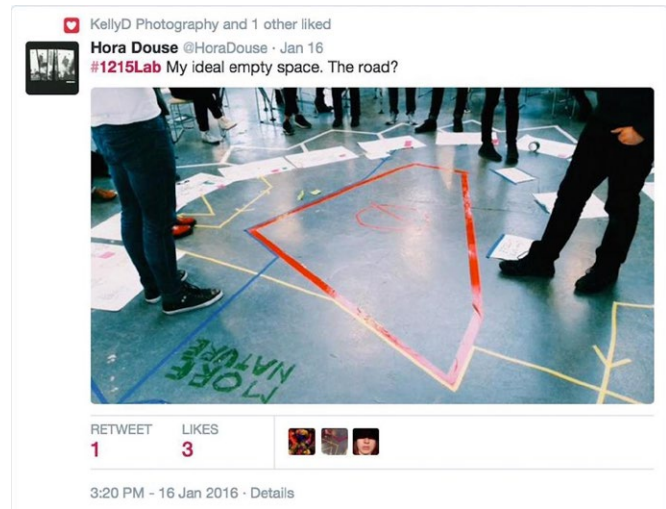 KellyD Photography and 1 other liked
Hora Douse @HoraDouse · Jan 16
#1215Lab My ideal empty space. The road?
MORE
NATURE
RETWEET LIKES
1 3
3:20 PM - 16 Jan 2016 · Details